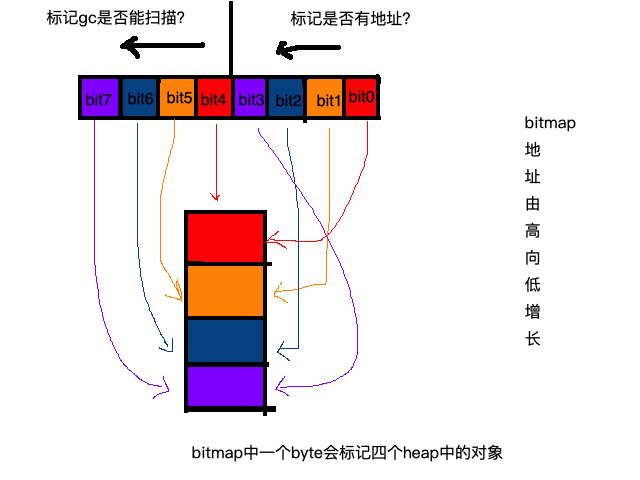 标记gc是否能扫描?
标记是否有地址?
bit7 bit6 bit5 bit4 bit3 bit2 bit1 bit0
bitmap
地
址
由
高
向
低
增
长
bitmap中一个byte会标记四个heap中的对象